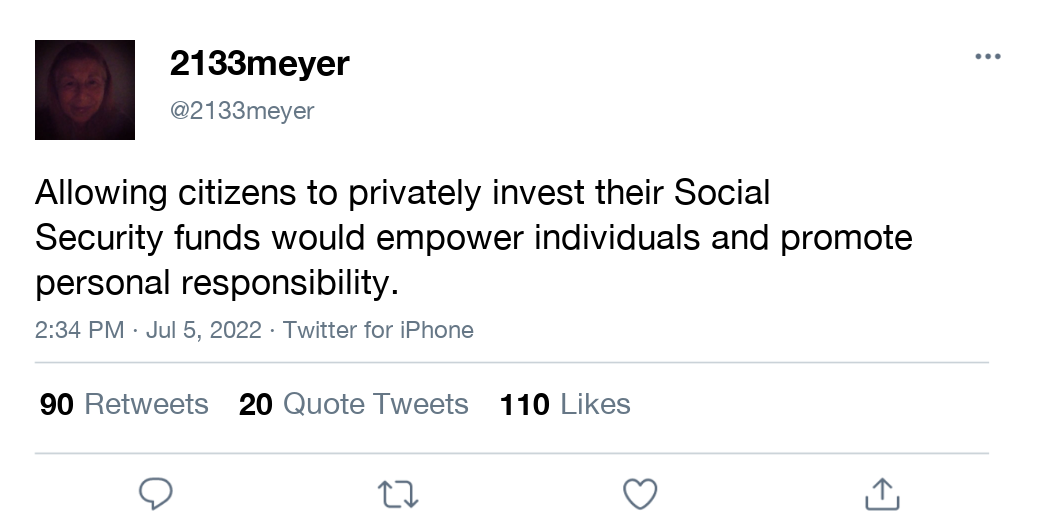 2133meyer
@2133meyer
Allowing citizens to privately invest their Social
Security funds would empower individuals and promote
personal responsibility.
2:34 PM · Jul 5, 2022 · Twitter for iPhone
90 Retweets 20 Quote Tweets 110 Likes